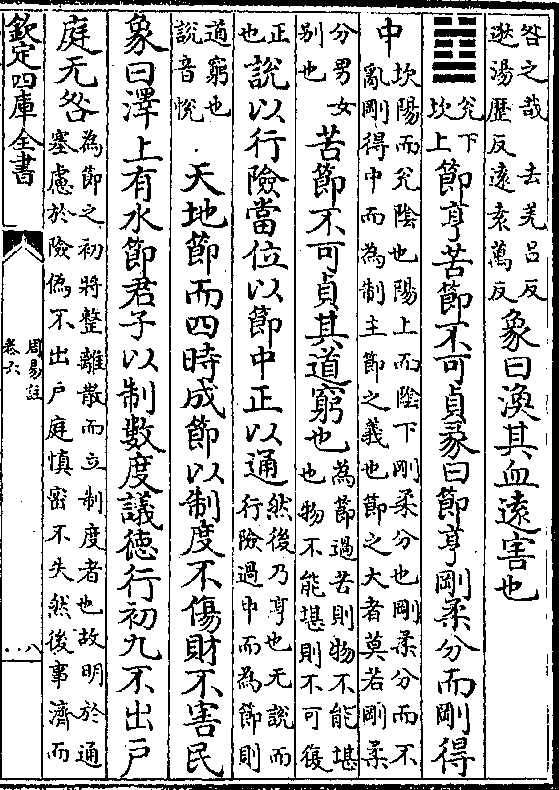 咎之哉　去羌呂反
逖湯歷反遠袁萬反
象曰渙其血遠害也
兊下
坎上
節亨苦節不可貞彖曰節亨剛柔分而剛得
中
坎陽而兊陰也陽上而陰下剛柔分也剛柔分而不
亂剛得中而為制主節之義也節之大者莫若剛柔
分男女
别也
苦節不可貞其道窮也
為節過苦則物不能堪
也物不能堪則不可復
正
也
說以行險當位以節中正以通
然後乃亨也无說而
行險過中而為節則
道窮也
說音悅
天地節而四時成節以制度不傷財不害民
象曰澤上有水節君子以制數度議徳行初九不出戶
庭无咎
為節之初將整離散而立制度者也故明於通
塞慮於險偽不出戶庭慎密不失然後事濟而
欽定四庫全書
周易註
卷六
八